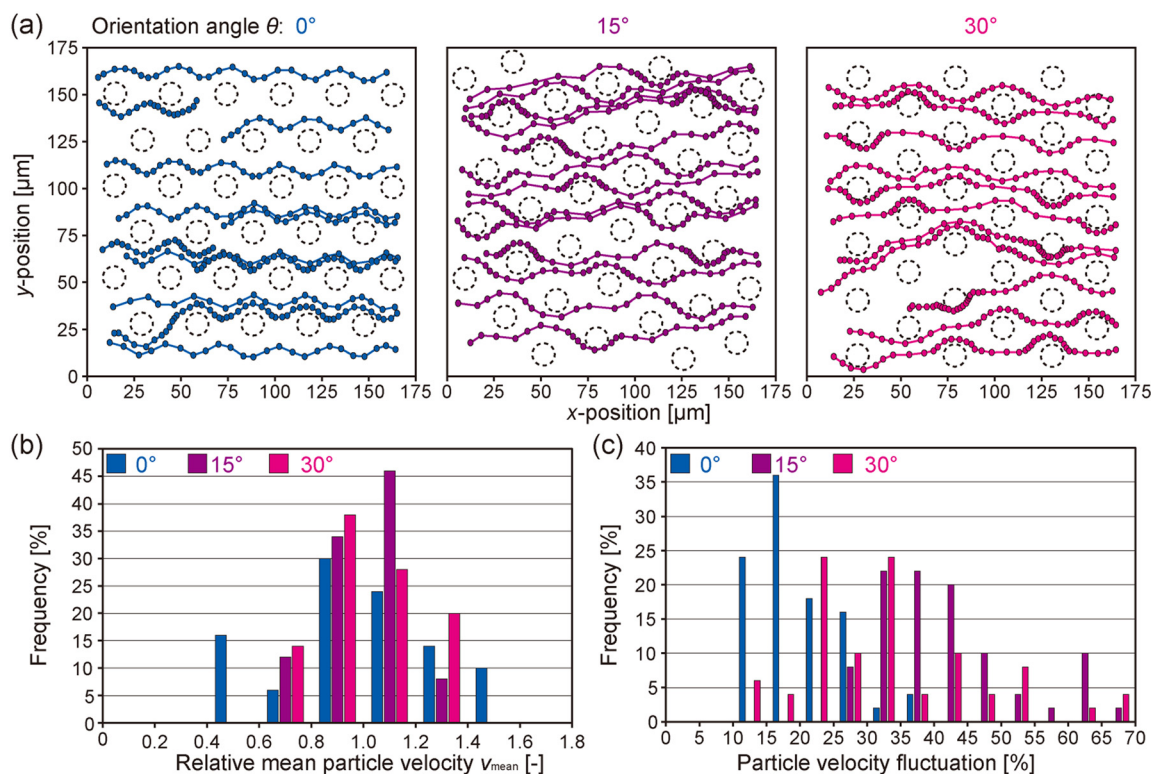 (a) Orientation angle θ: 0° 15° 30°
175
150
125
100
75
50
25
0
y-position [µm]
0 25 50 75 100 125 150 175
0 25 50 75 100 125 150 175
0 25 50 75 100 125 150 175
x-position [µm]
(b)
0° 15° 30°
50
45
40
35
30
25
20
15
10
5
0
Frequency [%]
0 0.2 0.4 0.6 0.8 1.0 1.2 1.4 1.6 1.8
Relative mean particle velocity vmean [-]
(c)
0° 15° 30°
40
35
30
25
20
15
10
5
0
Frequency [%]
0 5 10 15 20 25 30 35 40 45 50 55 60 65 70
Particle velocity fluctuation [%]